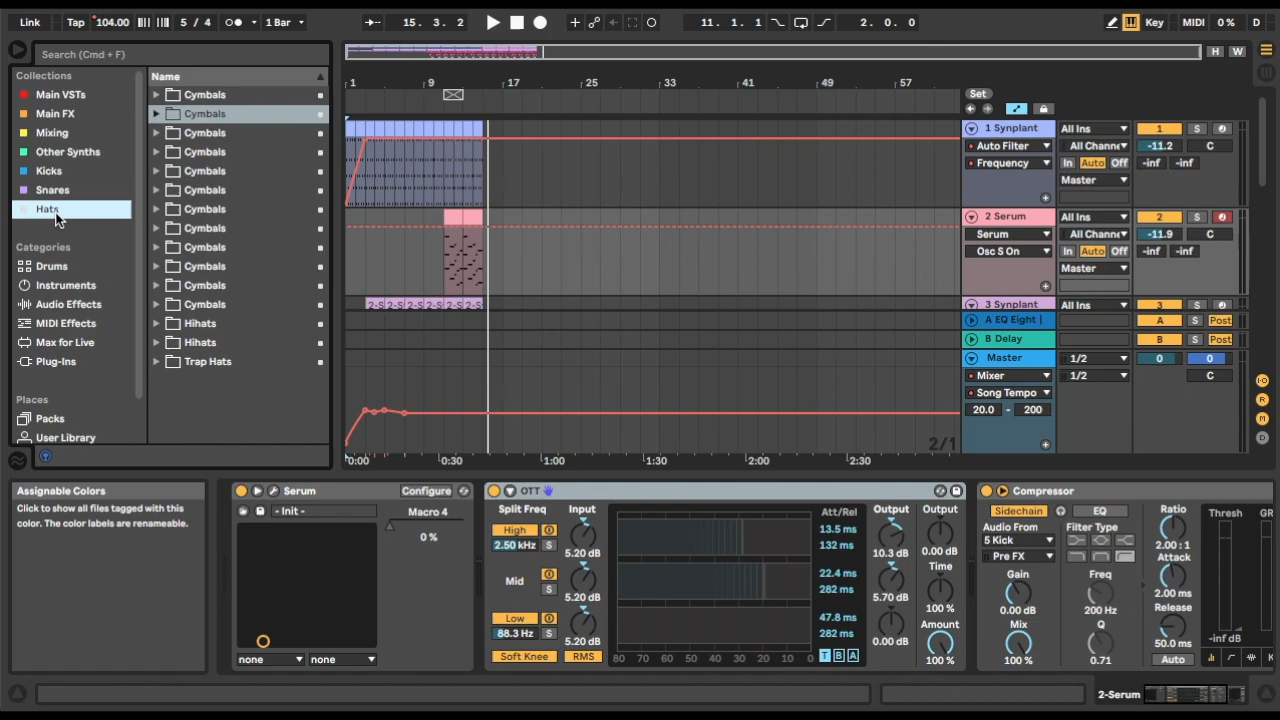 Link Tap 104.00 5 / 4 1 Bar 15. 3. 2 11. 1. 1 2. 0. 0 Key MIDI 0 % D
Search (Cmd + F)
H W
Collections
Main VSTs
Main FX
Mixing
Other Synths
Kicks
Snares
Hats
Categories
Drums
Instruments
Audio Effects
MIDI Effects
Max for Live
Plug-Ins
Places
Packs
User Library
Name
Cymbals
Cymbals
Cymbals
Cymbals
Cymbals
Cymbals
Cymbals
Cymbals
Cymbals
Cymbals
Cymbals
Cymbals
Hihats
Hihats
Trap Hats
1 9 17 25 33 41 49 57
Set
1 Synplant All Ins 1 S
Auto Filter All Channe -11.2 C
Frequency In Auto Off -inf -inf
Master
2 Serum All Ins 2 S
Serum All Channe -11.9 C
Osc S On In Auto Off -inf -inf
Master
2-S 2-S 2-S 2-S 2-S 2-S
3 Synplant All Ins 3 S
A EQ Eight | A S Post
B Delay B S Post
Master 1/2 0 0
Mixer 1/2 C
Song Tempo
20.0 - 200
2/1
0:00 0:30 1:00 1:30 2:00 2:30
Assignable Colors
Click to show all files tagged with this
color. The color labels are renameable.
Serum Configure
- Init - Macro 4
0 %
none none
OTT
Split Freq Input Att/Rel Output Output
High 13.5 ms
2.50 kHz S 5.20 dB 132 ms 10.3 dB 0.00 dB
Mid 22.4 ms Time
S 5.20 dB 282 ms 5.70 dB 100 %
Low 47.8 ms Amount
88.3 Hz S 5.20 dB 282 ms 0.00 dB 100 %
Soft Knee RMS 80 70 60 50 40 30 20 10 0 T B A
Compressor
Sidechain EQ Ratio Thresh GR
Audio From Filter Type
5 Kick 2.00 : 1
Pre FX Attack
Gain Freq 2.00 ms
0.00 dB 200 Hz Release
Mix Q -inf dB
100 % 0.71 50.0 ms
Auto K
2-Serum